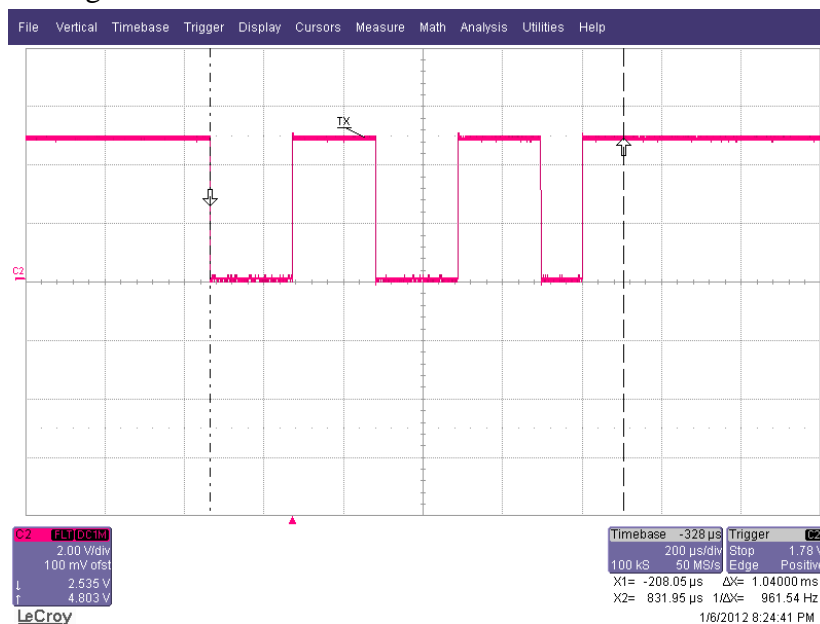 File Vertical Timebase Trigger Display Cursors Measure Math Analysis Utilities Help
TX
C2
C2 FLT DC1M
2.00 V/div
100 mV ofst
↓ 2.535 V
↑ 4.803 V
Timebase -328 µs
200 µs/div
100 kS 50 MS/s
Trigger C2
Stop 1.78 V
Edge Positive
X1= -208.05 µs ΔX= 1.04000 ms
X2= 831.95 µs 1/ΔX= 961.54 Hz
LeCroy
1/6/2012 8:24:41 PM